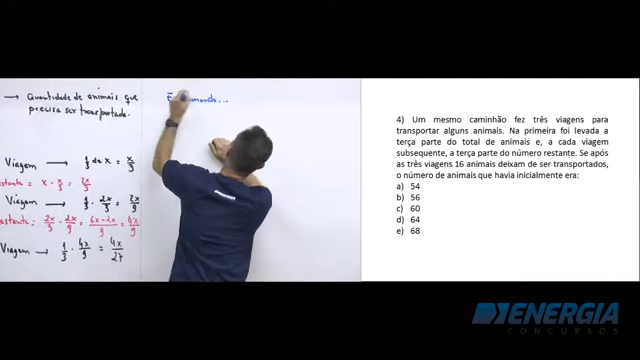 → Quantidade de animais que
precisa ser transportada.
Viagem → 1/3 de x = x/3
x - x/3 = 2x/3
Viagem → 1/3 · 2x/3 = 2x/9
2x/3 - 2x/9 = 6x-2x/9 = 4x/9
Viagem → 1/3 · 4x/9 = 4x/27
4) Um mesmo caminhão fez três viagens para
transportar alguns animais. Na primeira foi levada a
terça parte do total de animais e, a cada viagem
subsequente, a terça parte do número restante. Se após
as três viagens 16 animais deixam de ser transportados,
o número de animais que havia inicialmente era:
a) 54
b) 56
c) 60
d) 64
e) 68
ENERGIA
CONCURSOS